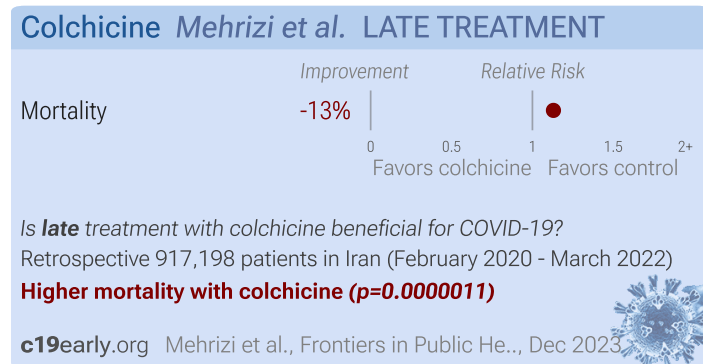 Colchicine Mehrizi et al. LATE TREATMENT
Improvement Relative Risk
Mortality -13%
0 0.5 1 1.5 2+
Favors colchicine Favors control
Is late treatment with colchicine beneficial for COVID-19?
Retrospective 917,198 patients in Iran (February 2020 - March 2022)
Higher mortality with colchicine (p=0.0000011)
c19early.org Mehrizi et al., Frontiers in Public He.., Dec 2023